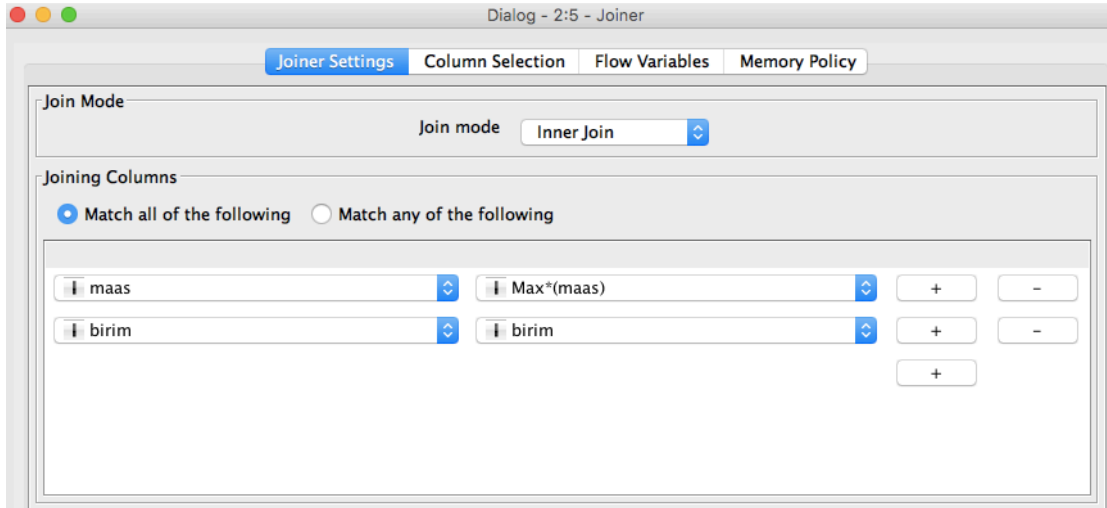 Dialog - 2:5 - Joiner
Joiner Settings Column Selection Flow Variables Memory Policy
Join Mode
Join mode Inner Join
Joining Columns
Match all of the following Match any of the following
I maas I Max*(maas) + -
I birim I birim + -
+